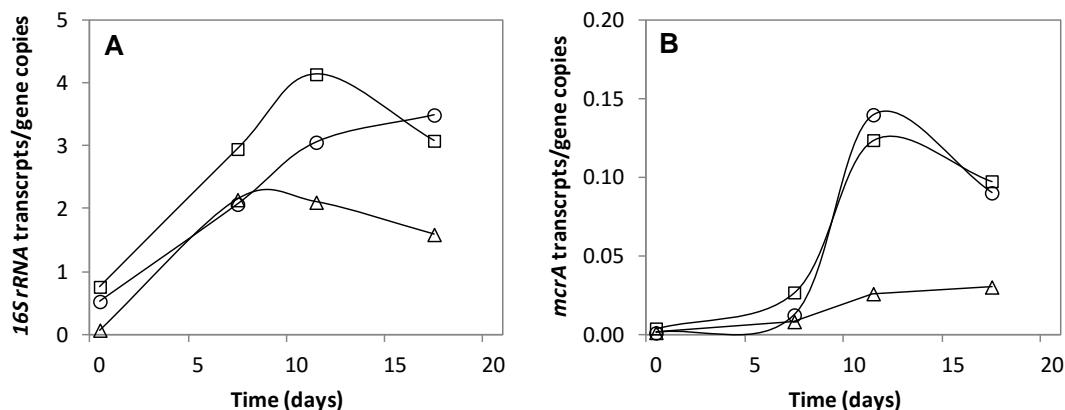 A
16S rRNA transcrpts/gene copies
5
4
3
2
1
0
0 5 10 15 20
Time (days)
B
mcrA transcrpts/gene copies
0.20
0.15
0.10
0.05
0.00
0 5 10 15 20
Time (days)